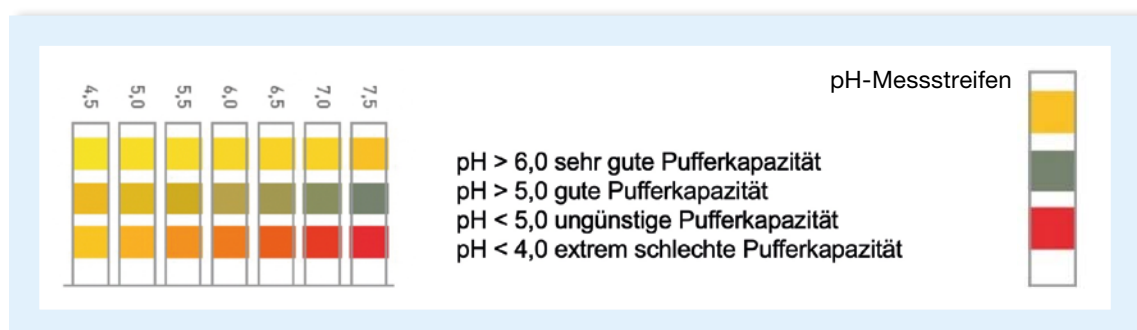 4,5 5,0 5,5 6,0 6,5 7,0 7,5
pH-Messstreifen
pH > 6,0 sehr gute Pufferkapazität
pH > 5,0 gute Pufferkapazität
pH < 5,0 ungünstige Pufferkapazität
pH < 4,0 extrem schlechte Pufferkapazität